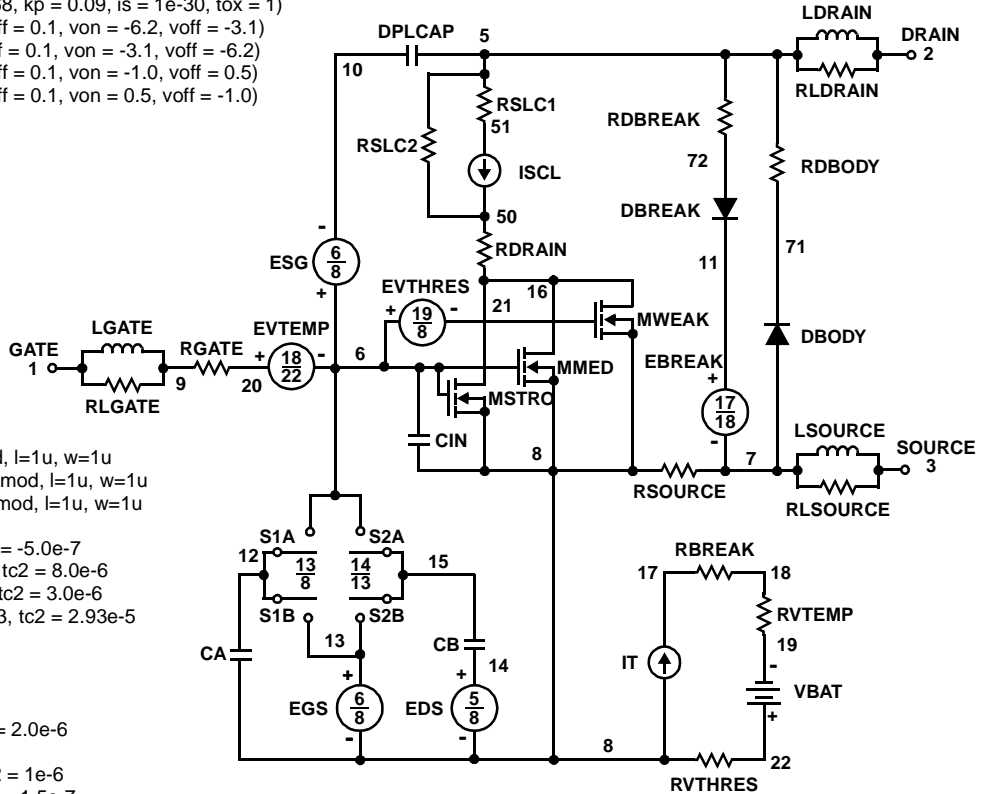 68, kp = 0.09, is = 1e-30, tox = 1)
ff = 0.1, von = -6.2, voff = -3.1)
= 0.1, von = -3.1, voff = -6.2)
ff = 0.1, von = -1.0, voff = 0.5)
ff = 0.1, von = 0.5, voff = -1.0)
LDRAIN
DPLCAP
5
DRAIN
2
10
RLDRAIN
RSLC1
51
RDBREAK
RSLC2
72
RDBODY
ISCL
DBREAK
50
-
RDRAIN
71
ESG
6
8
11
+
EVTHRES
16
+
19
8
-
21
MWEAK
LGATE
EVTEMP
DBODY
GATE
1
RGATE
+
18
22
-
6
MMED
EBREAK
9
20
+
RLGATE
MSTRO
17
18
-
LSOURCE
CIN
8
7
SOURCE
3
RSOURCE
RLSOURCE
, l=1u, w=1u
mod, l=1u, w=1u
mod, l=1u, w=1u
S1A
S2A
= -5.0e-7
12
13
8
14
13
15
RBREAK
tc2 = 8.0e-6
17
18
tc2 = 3.0e-6
S1B
S2B
RVTEMP
3, tc2 = 2.93e-5
13
19
CA
CB
IT
-
14
VBAT
+
+
EGS
6
8
EDS
5
8
+
= 2.0e-6
-
-
8
22
2 = 1e-6
RVTHRES